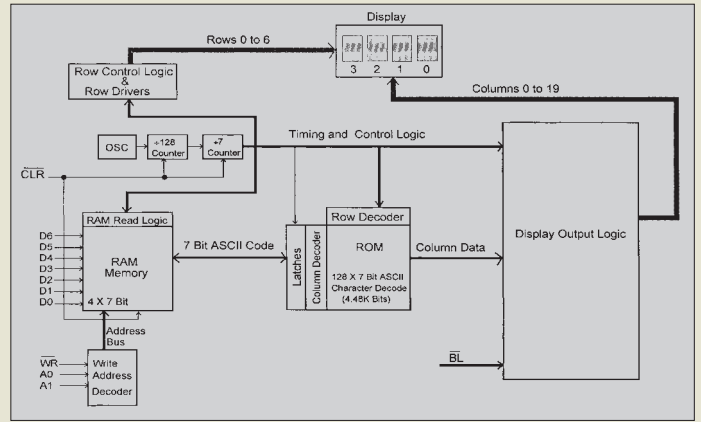 Display
Rows 0 to 6
3 2 1 0
Row Control Logic
&
Row Drivers
Columns 0 to 19
OSC
÷128
Counter
÷7
Counter
Timing and Control Logic
CLR
RAM Read Logic
D6
D5
D4
D3
D2
D1
D0
RAM
Memory
4 X 7 Bit
7 Bit ASCII Code
Latches
Column Decoder
Row Decoder
ROM
128 X 7 Bit ASCII
Character Decode
(4.48K Bits)
Column Data
Display Output Logic
Address
Bus
WR
A0
A1
Write
Address
Decoder
BL